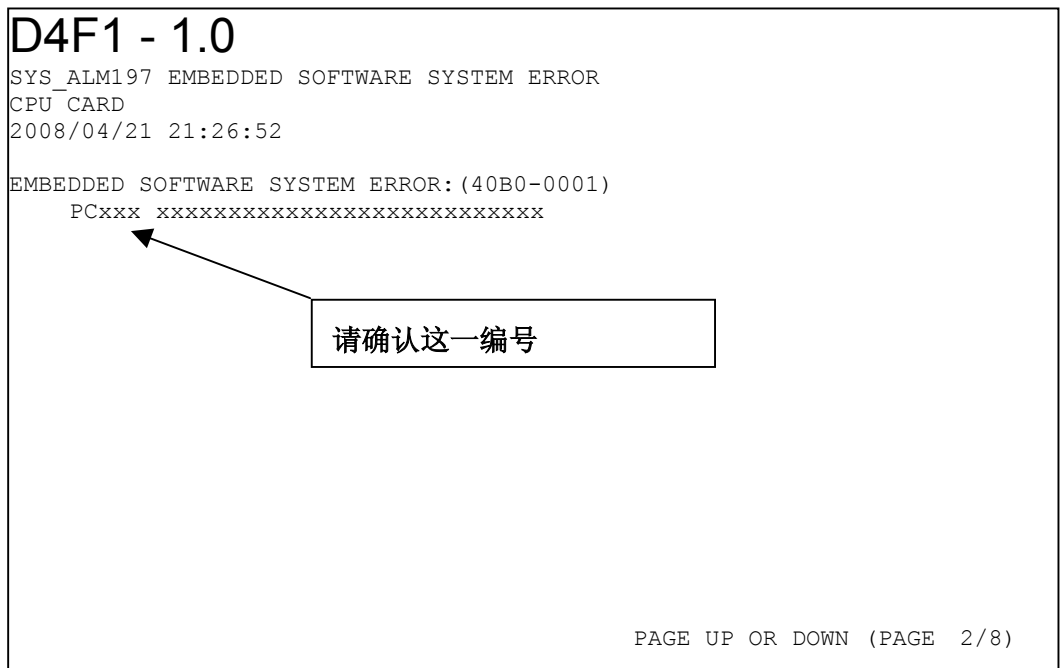 D4F1 - 1.0
SYS_ALM197 EMBEDDED SOFTWARE SYSTEM ERROR
CPU CARD
2008/04/21 21:26:52
EMBEDDED SOFTWARE SYSTEM ERROR:(40B0-0001)
PCxxx xxxxxxxxxxxxxxxxxxxxxxxxxxx
请确认这一编号
PAGE UP OR DOWN (PAGE 2/8)